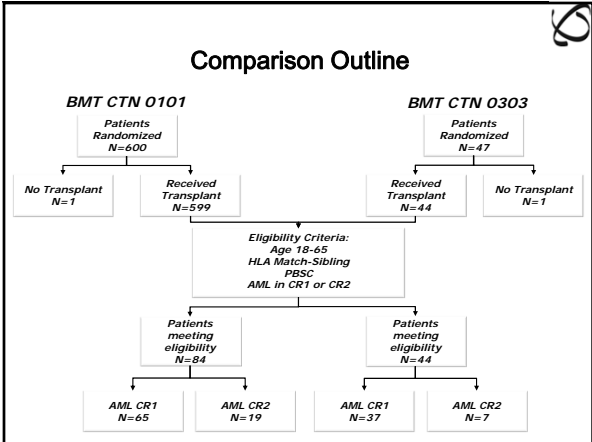 Comparison Outline
BMT CTN 0101
BMT CTN 0303
Patients
Randomized
N=600
Patients
Randomized
N=47
No Transplant
N=1
Received
Transplant
N=599
Received
Transplant
N=44
No Transplant
N=1
Eligibility Criteria:
Age 18-65
HLA Match-Sibling
PBSC
AML in CR1 or CR2
Patients
meeting
eligibility
N=84
Patients
meeting
eligibility
N=44
AML CR1
N=65
AML CR2
N=19
AML CR1
N=37
AML CR2
N=7